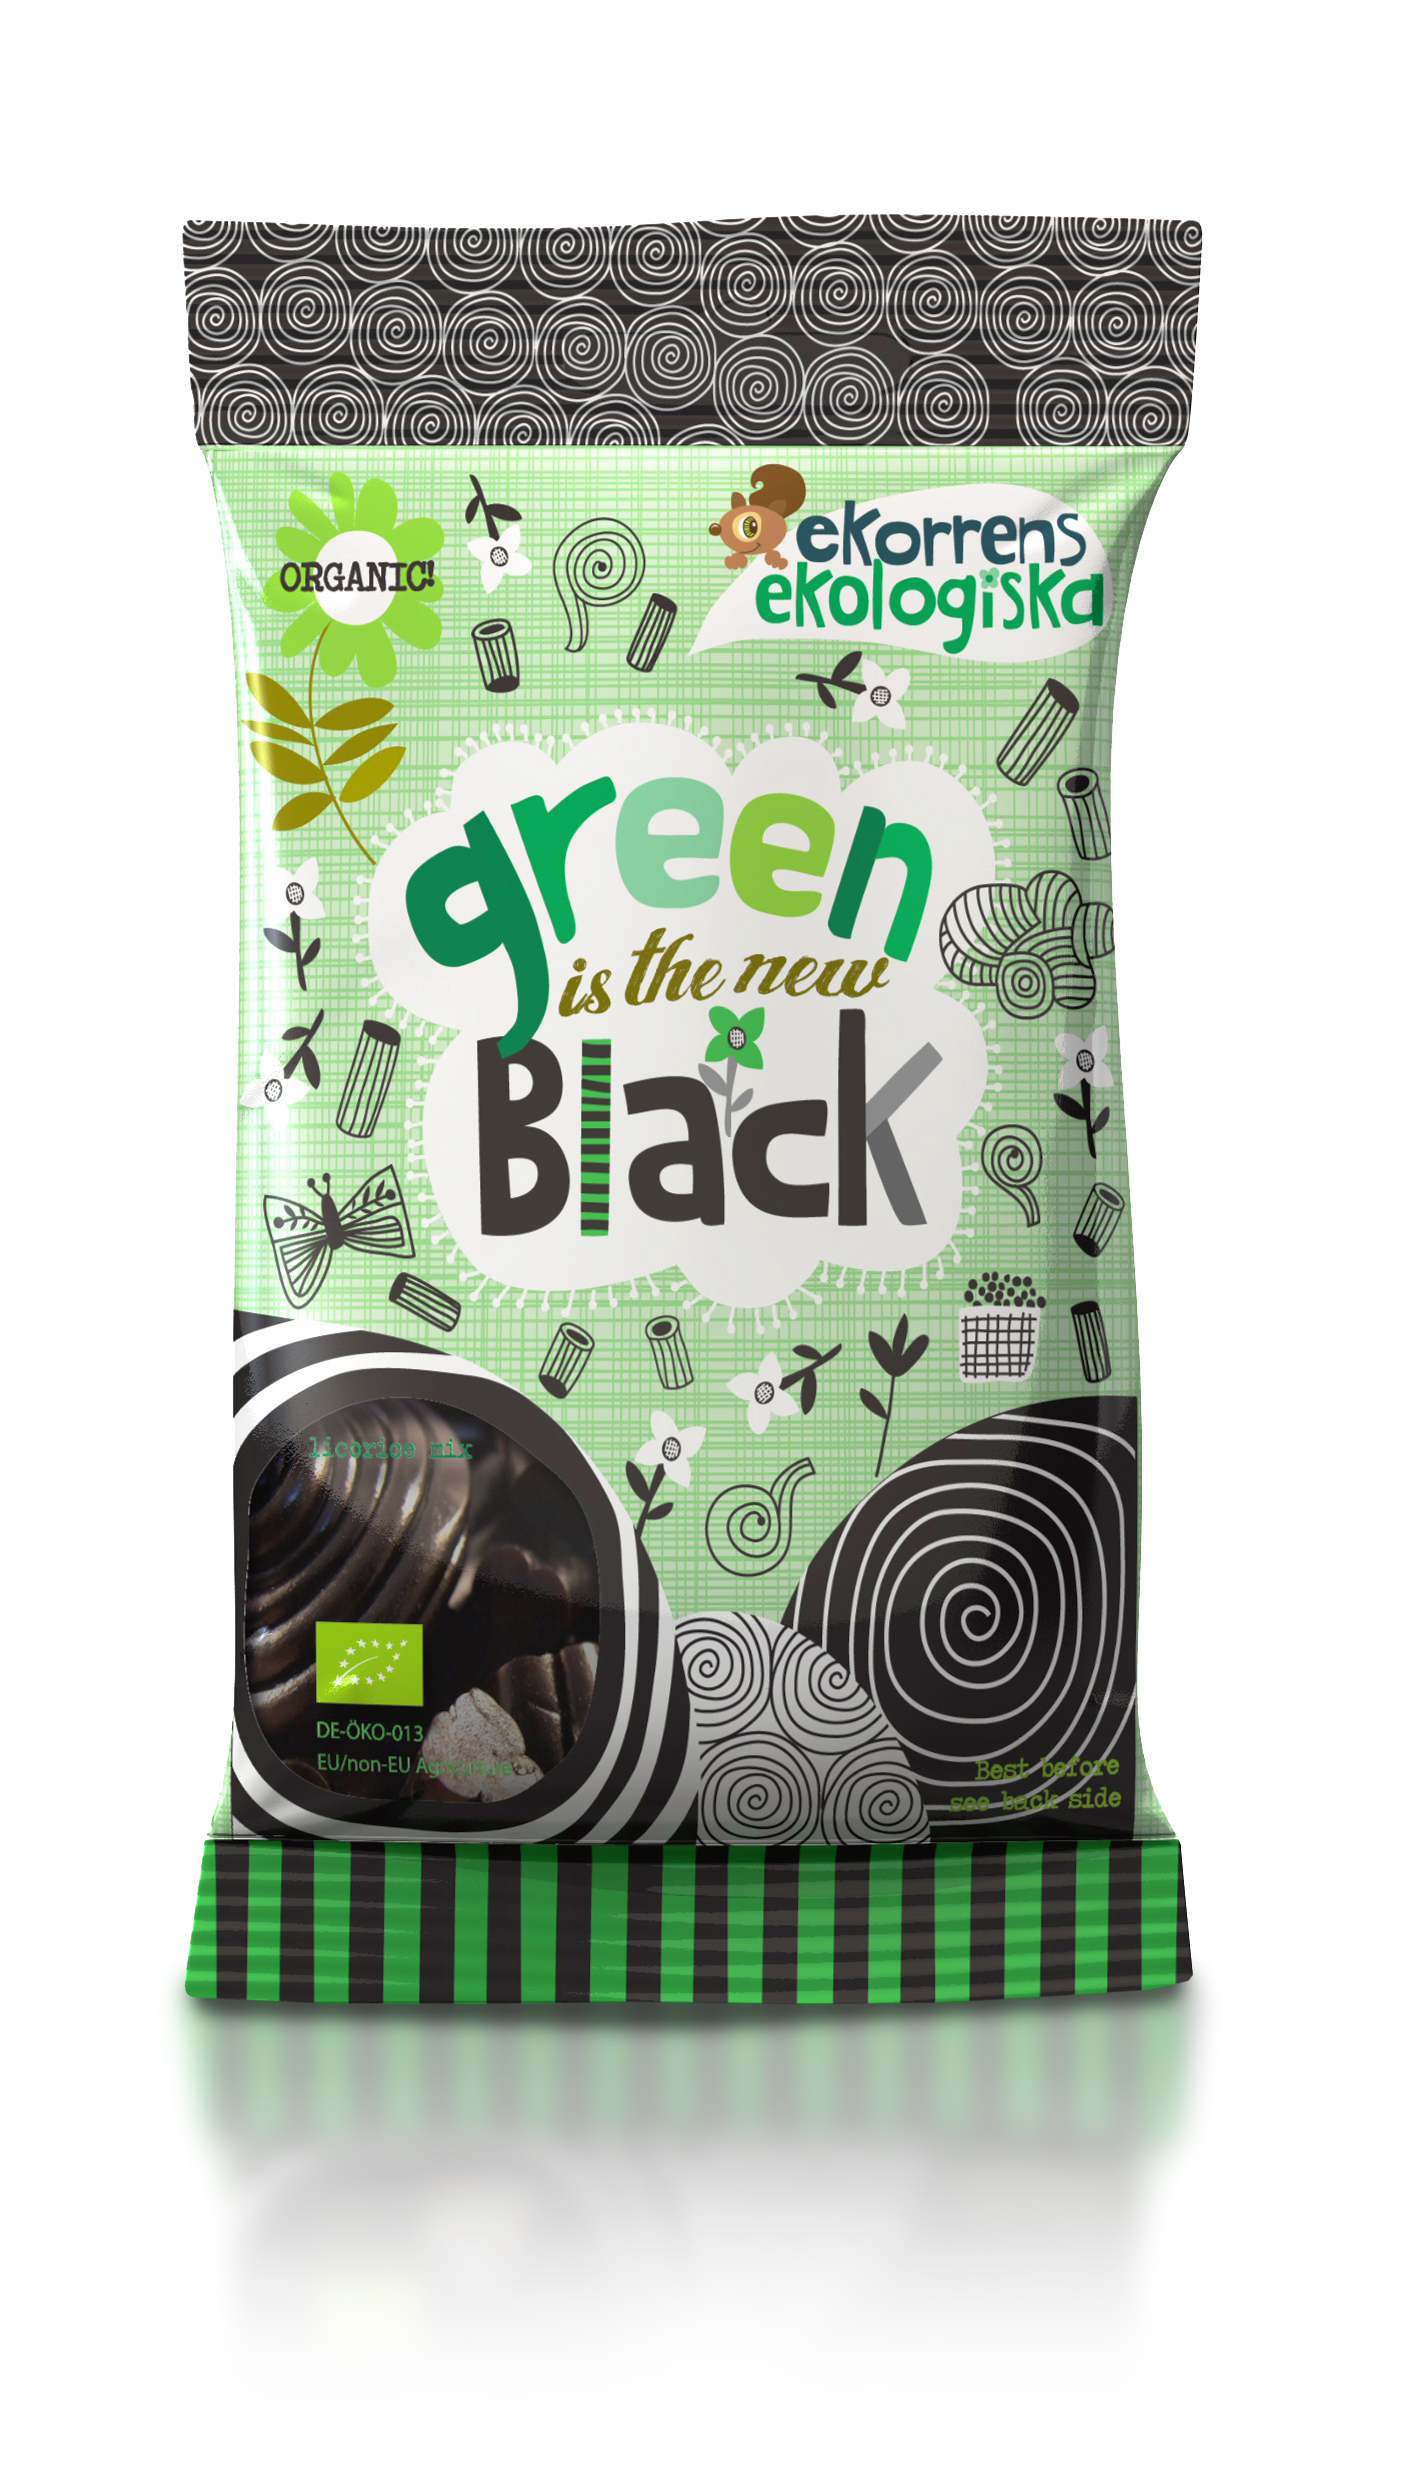 ORGANIC!
ekorrens
ekologiska
green
is the new
Black
licorice mix
DE-ÖKO-013
EU/non-EU Agriculture
Best before
see back side